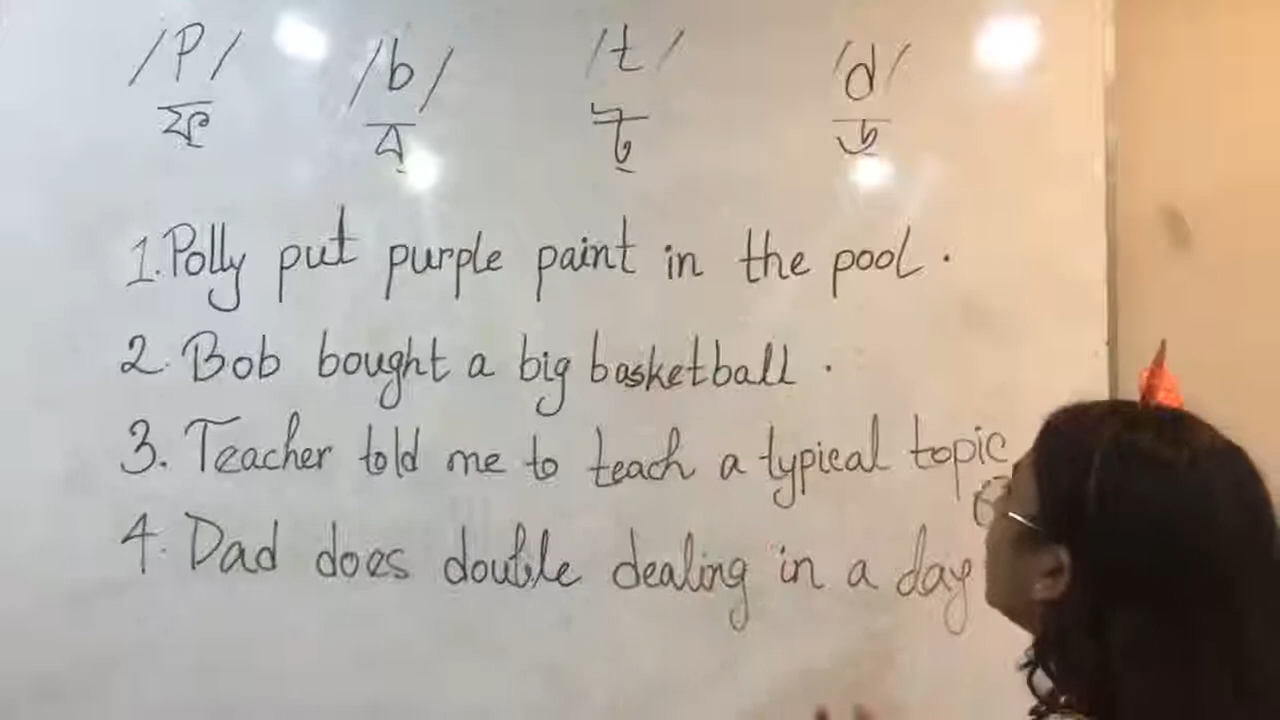 /P/ /b/ /t/ /d/
ফ্ ব্ ট্ ড্
1. Polly put purple paint in the pool.
2. Bob bought a big basketball.
3. Teacher told me to teach a typical topic
4. Dad does double dealing in a day